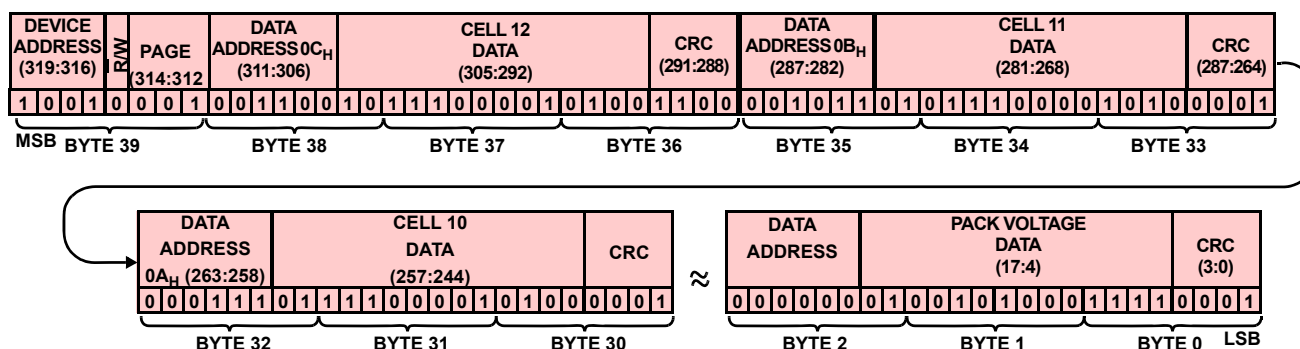 DEVICE ADDRESS (319:316)
R/W
PAGE (314:312
DATA ADDRESS 0CH (311:306)
CELL 12 DATA (305:292)
CRC (291:288)
DATA ADDRESS 0BH (287:282)
CELL 11 DATA (281:268)
CRC (287:264)
1 0 0 1 0 0 0 1 0 0 1 1 0 0 1 0 1 1 1 0 0 0 0 1 0 1 0 0 1 1 0 0 0 0 1 0 1 1 0 1 0 1 1 1 0 0 0 0 1 0 1 0 0 0 0 1
MSB BYTE 39 BYTE 38 BYTE 37 BYTE 36 BYTE 35 BYTE 34 BYTE 33
DATA ADDRESS 0AH (263:258)
CELL 10 DATA (257:244)
CRC
≈
DATA ADDRESS
PACK VOLTAGE DATA (17:4)
CRC (3:0)
0 0 0 1 1 1 0 1 1 1 0 0 0 0 1 0 1 0 0 0 0 0 0 1
0 0 0 0 0 0 0 1 0 0 1 0 1 0 0 0 1 1 1 1 0 0 0 1
BYTE 32 BYTE 31 BYTE 30 BYTE 2 BYTE 1 BYTE 0 LSB